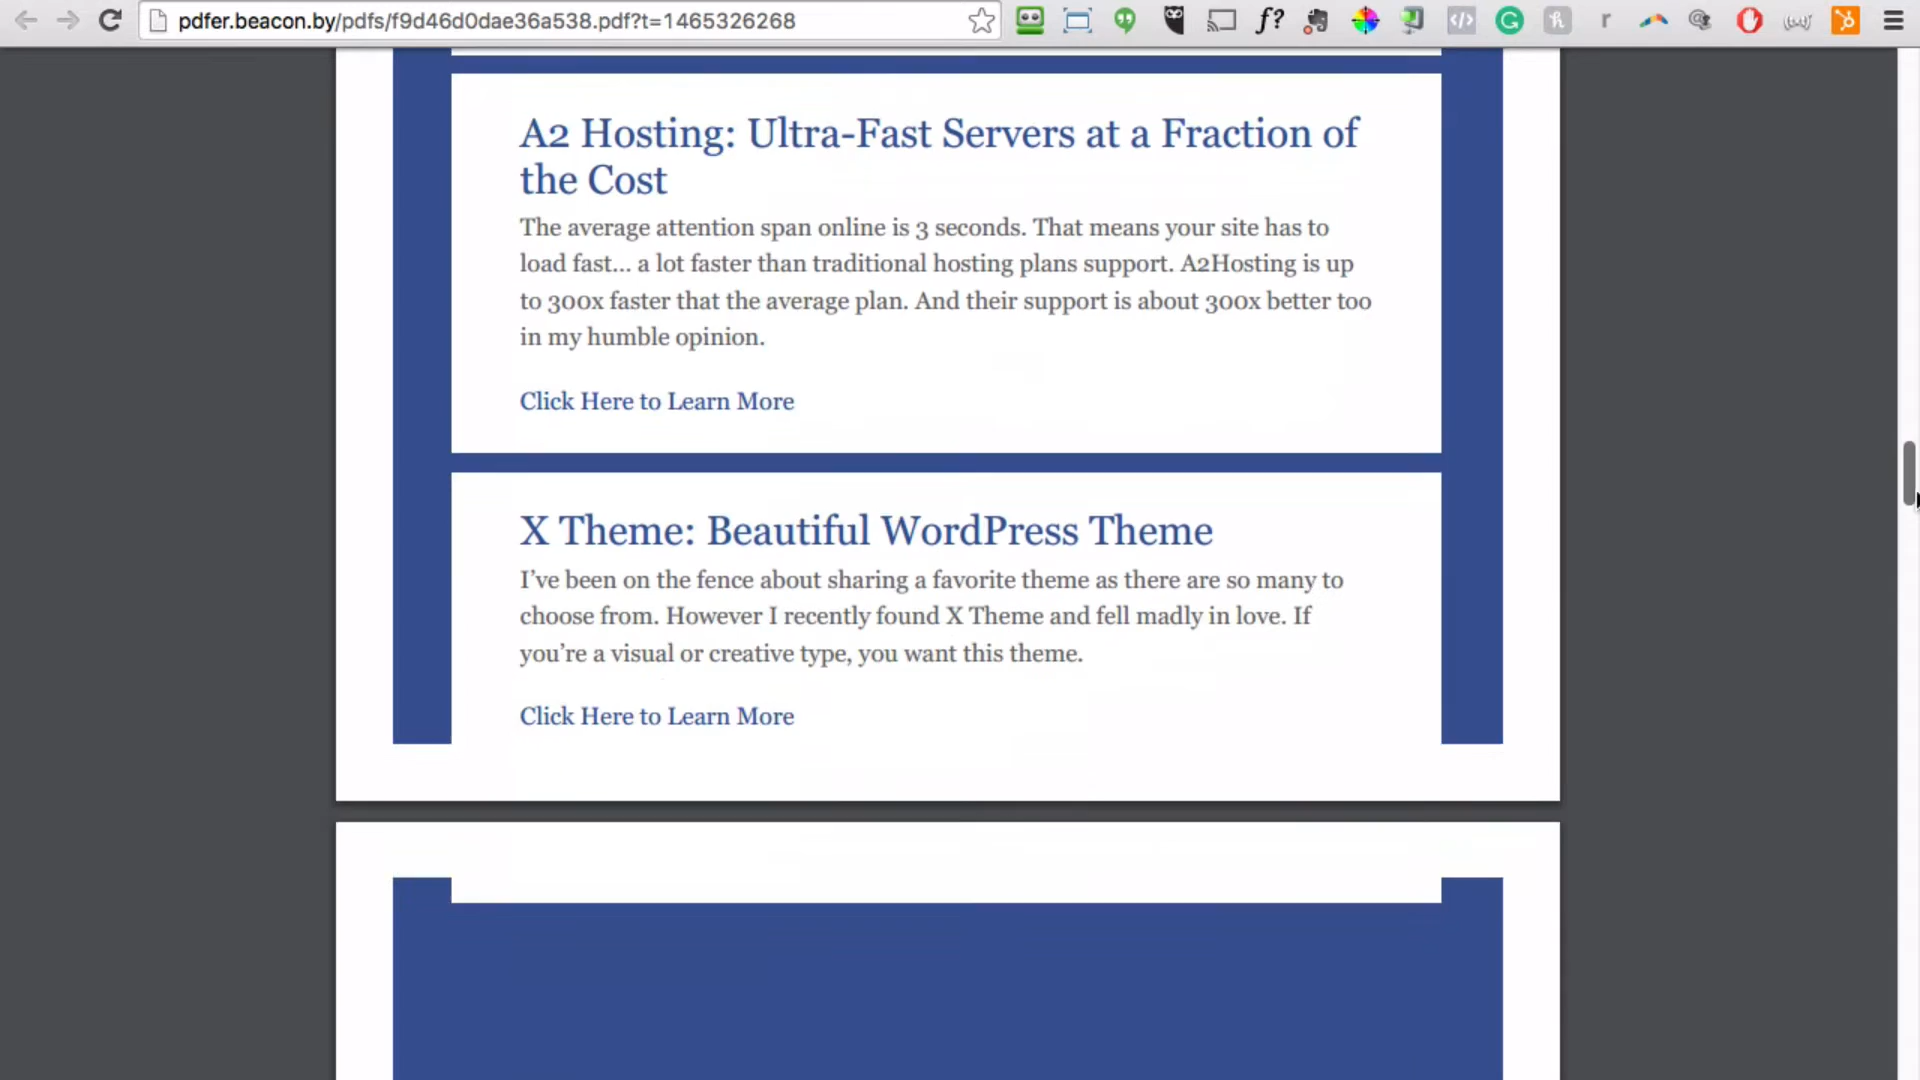 pdfer.beacon.by/pdfs/f9d46d0dae36a538.pdf?t=1465326268
A2 Hosting: Ultra-Fast Servers at a Fraction of
the Cost
The average attention span online is 3 seconds. That means your site has to
load fast... a lot faster than traditional hosting plans support. A2Hosting is up
to 300x faster that the average plan. And their support is about 300x better too
in my humble opinion.
Click Here to Learn More
X Theme: Beautiful WordPress Theme
I've been on the fence about sharing a favorite theme as there are so many to
choose from. However I recently found X Theme and fell madly in love. If
you're a visual or creative type, you want this theme.
Click Here to Learn More